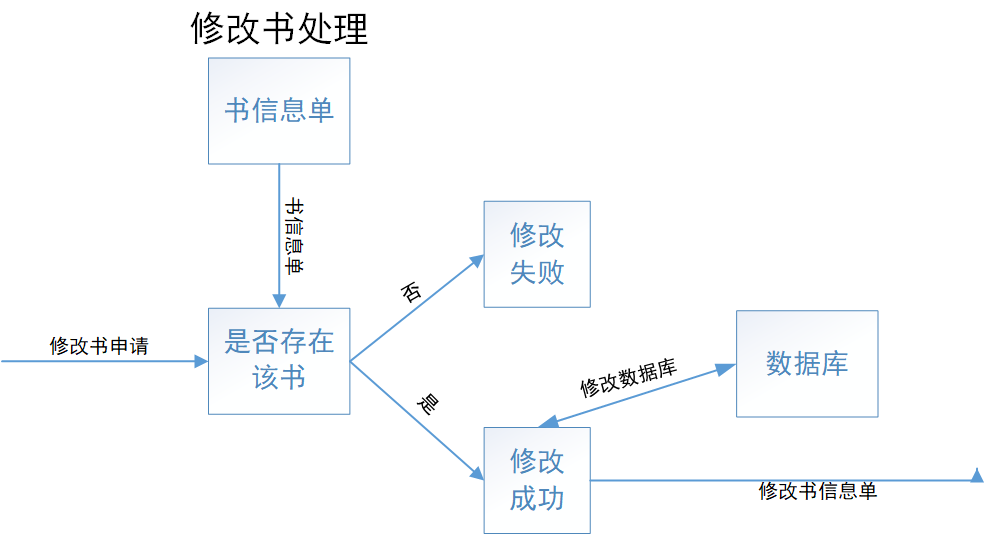 修改书处理
书信息单
书信息单
修改
失败
否
是否存在
该书
修改书申请
修改数据库
数据库
是
修改
成功
修改书信息单